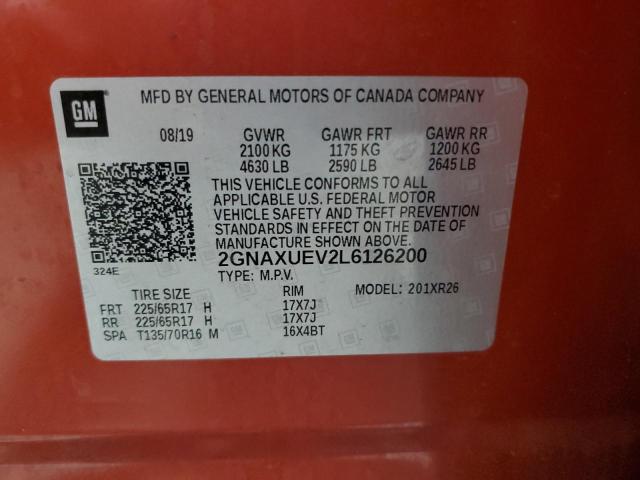 GM
MFD BY GENERAL MOTORS OF CANADA COMPANY
08/19 GVWR GAWR FRT GAWR RR
2100 KG 1175 KG 1200 KG
4630 LB 2590 LB 2645 LB
THIS VEHICLE CONFORMS TO ALL
APPLICABLE U.S. FEDERAL MOTOR
VEHICLE SAFETY AND THEFT PREVENTION
STANDARDS IN EFFECT ON THE DATE OF
MANUFACTURE SHOWN ABOVE.
324E 2GNAXUEV2L6126200
TYPE: M.P.V.
TIRE SIZE RIM MODEL: 201XR26
FRT 225/65R17 H 17X7J
RR 225/65R17 H 17X7J
SPA T135/70R16 M 16X4BT